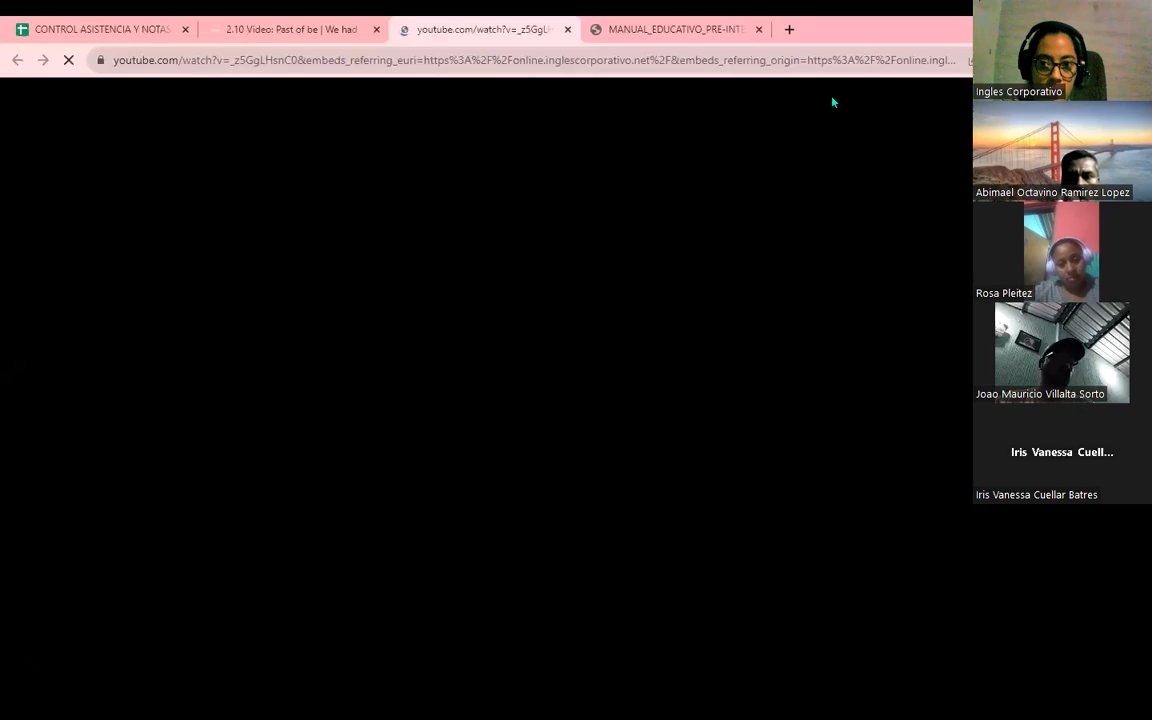 CONTROL ASISTENCIA Y NOTAS
2.10 Video: Past of be | We had
youtube.com/watch?v=_z5GgLH
MANUAL_EDUCATIVO_PRE-INTE
youtube.com/watch?v=_z5GgLHsnC0&embeds_referring_euri=https%3A%2F%2Fonline.inglescorporativo.net%2F&embeds_referring_origin=https%3A%2F%2Fonline.ingl...
Ingles Corporativo
Abimael Octavino Ramirez Lopez
Rosa Pleitez
Joao Mauricio Villalta Sorto
Iris Vanessa Cuell...
Iris Vanessa Cuellar Batres